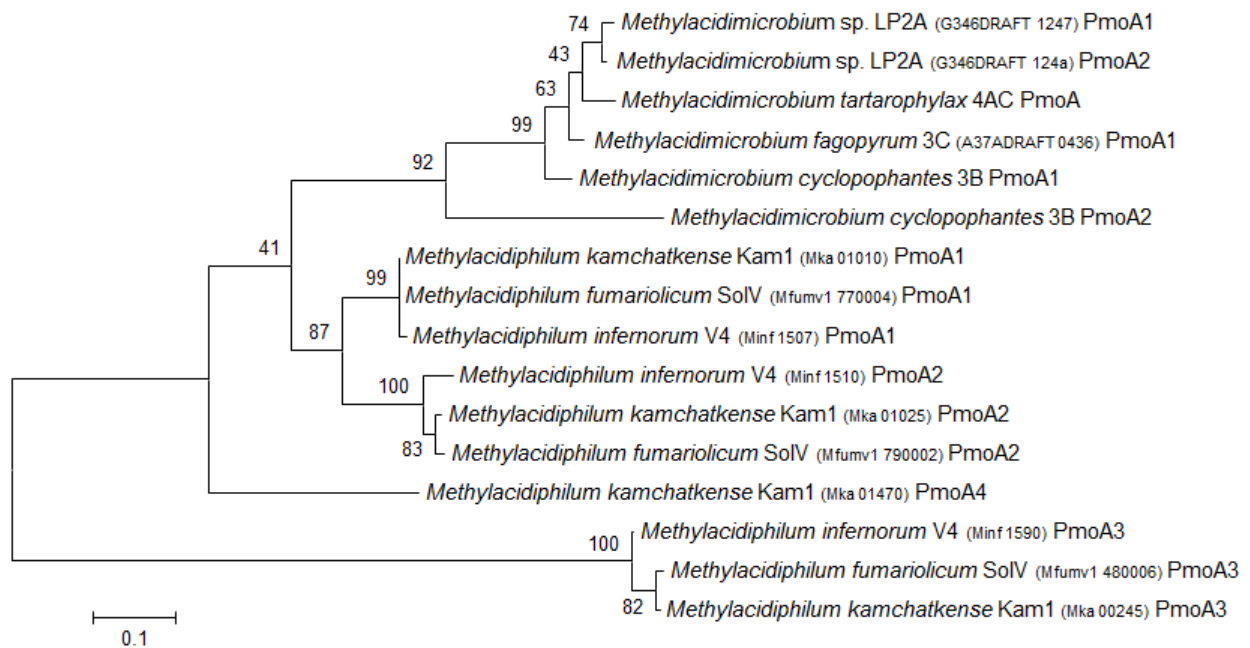 74
Methylacidimicrobium sp. LP2A (G346DRAFT 1247) PmoA1
43
Methylacidimicrobium sp. LP2A (G346DRAFT 124a) PmoA2
63
Methylacidimicrobium tartarophylax 4AC PmoA
99
Methylacidimicrobium fagopyrum 3C (A37ADRAFT 0436) PmoA1
92
Methylacidimicrobium cyclopophantes 3B PmoA1
Methylacidimicrobium cyclopophantes 3B PmoA2
41
Methylacidiphilum kamchatkense Kam1 (Mka 01010) PmoA1
99
Methylacidiphilum fumariolicum SolV (Mfumv1 770004) PmoA1
87
Methylacidiphilum infernorum V4 (Minf 1507) PmoA1
Methylacidiphilum infernorum V4 (Minf 1510) PmoA2
100
Methylacidiphilum kamchatkense Kam1 (Mka 01025) PmoA2
83
Methylacidiphilum fumariolicum SolV (Mfumv1 790002) PmoA2
Methylacidiphilum kamchatkense Kam1 (Mka 01470) PmoA4
Methylacidiphilum infernorum V4 (Minf 1590) PmoA3
100
Methylacidiphilum fumariolicum SolV (Mfumv1 480006) PmoA3
82
Methylacidiphilum kamchatkense Kam1 (Mka 00245) PmoA3
0.1